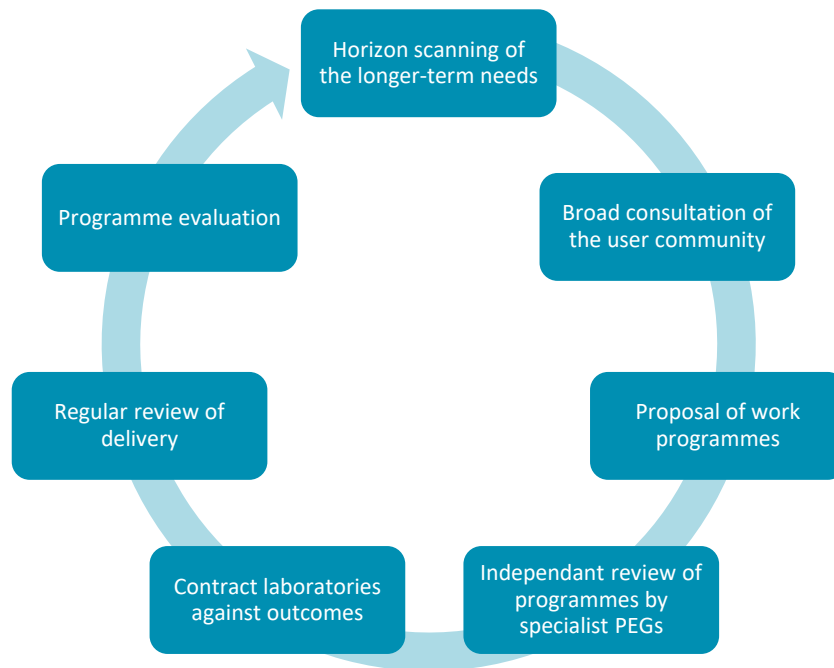 Horizon scanning of
the longer-term needs
Broad consultation of
the user community
Proposal of work
programmes
Independant review of
programmes by
specialist PEGs
Contract laboratories
against outcomes
Regular review of
delivery
Programme evaluation